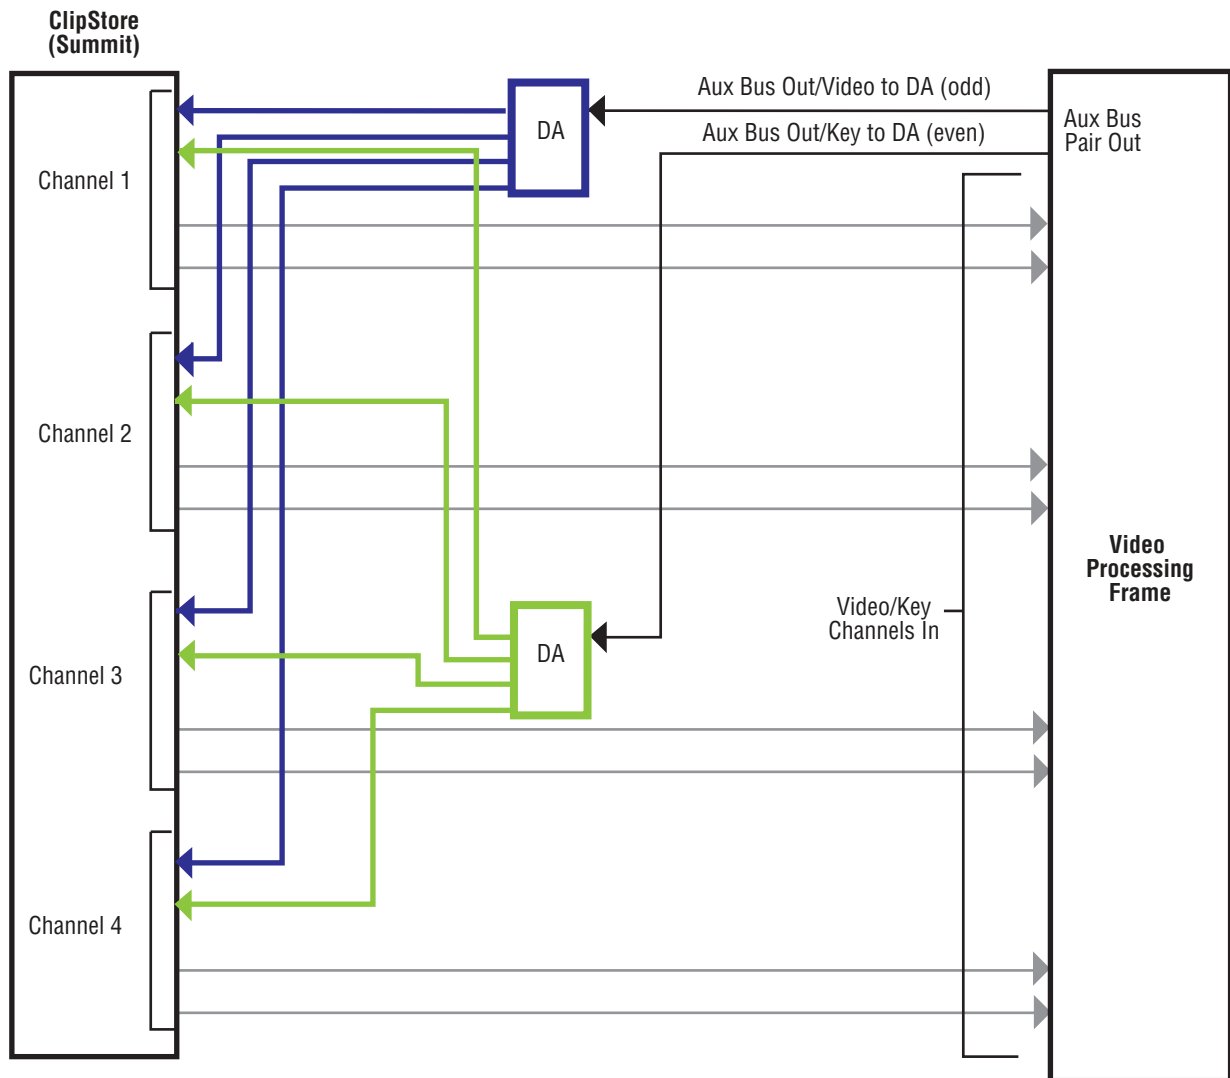 ClipStore
(Summit)
Aux Bus Out/Video to DA (odd)
DA
Aux Bus
Pair Out
Aux Bus Out/Key to DA (even)
Channel 1
Channel 2
Video
Processing
Frame
Video/Key
Channels In
DA
Channel 3
Channel 4